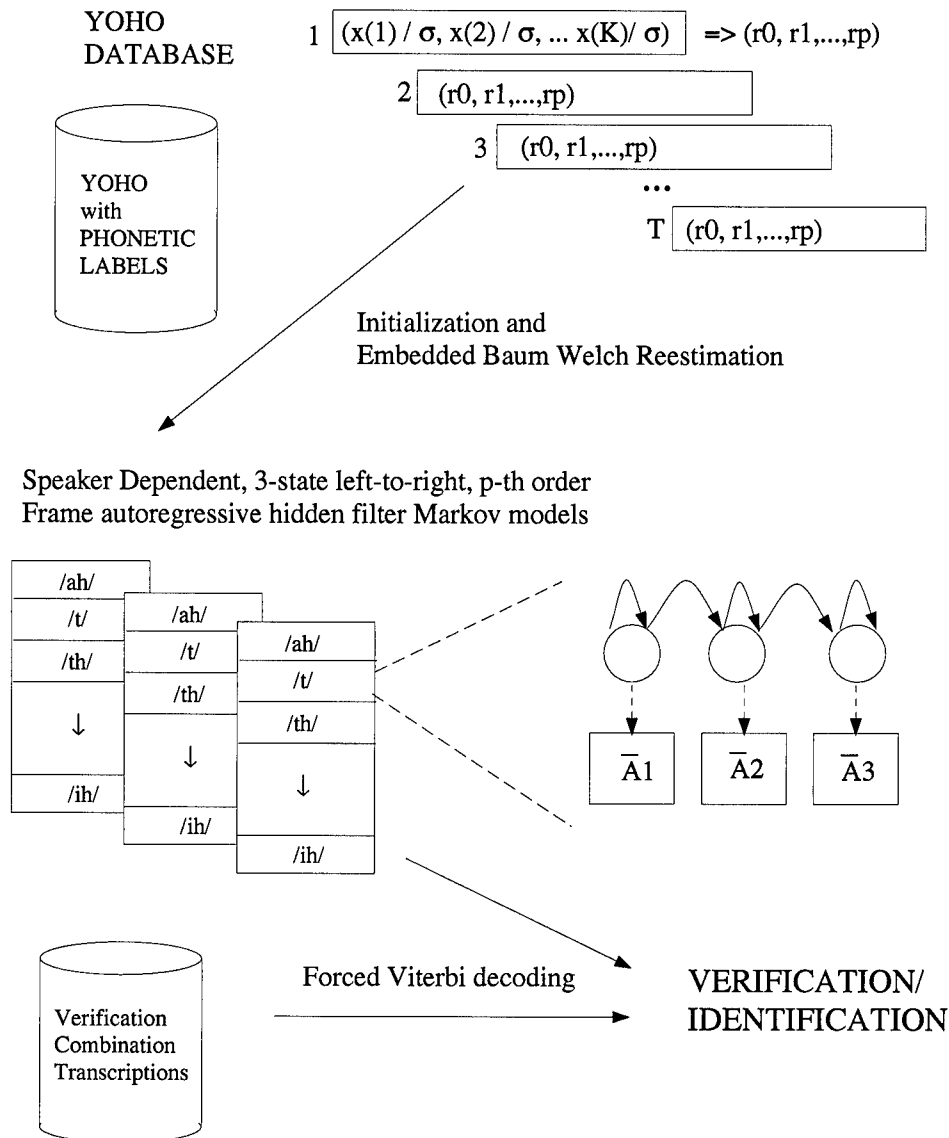 YOHO
DATABASE
1 (x(1) / σ, x(2) / σ, ... x(K)/ σ) => (r0, r1,...,rp)
2 (r0, r1,...,rp)
3 (r0, r1,...,rp)
...
T (r0, r1,...,rp)
YOHO
with
PHONETIC
LABELS
Initialization and
Embedded Baum Welch Reestimation
Speaker Dependent, 3-state left-to-right, p-th order
Frame autoregressive hidden filter Markov models
/ah/
/t/
/th/
↓
/ih/
/ah/
/t/
/th/
↓
/ih/
/ah/
/t/
/th/
↓
/ih/
A̅1
A̅2
A̅3
Verification
Combination
Transcriptions
Forced Viterbi decoding
VERIFICATION/
IDENTIFICATION